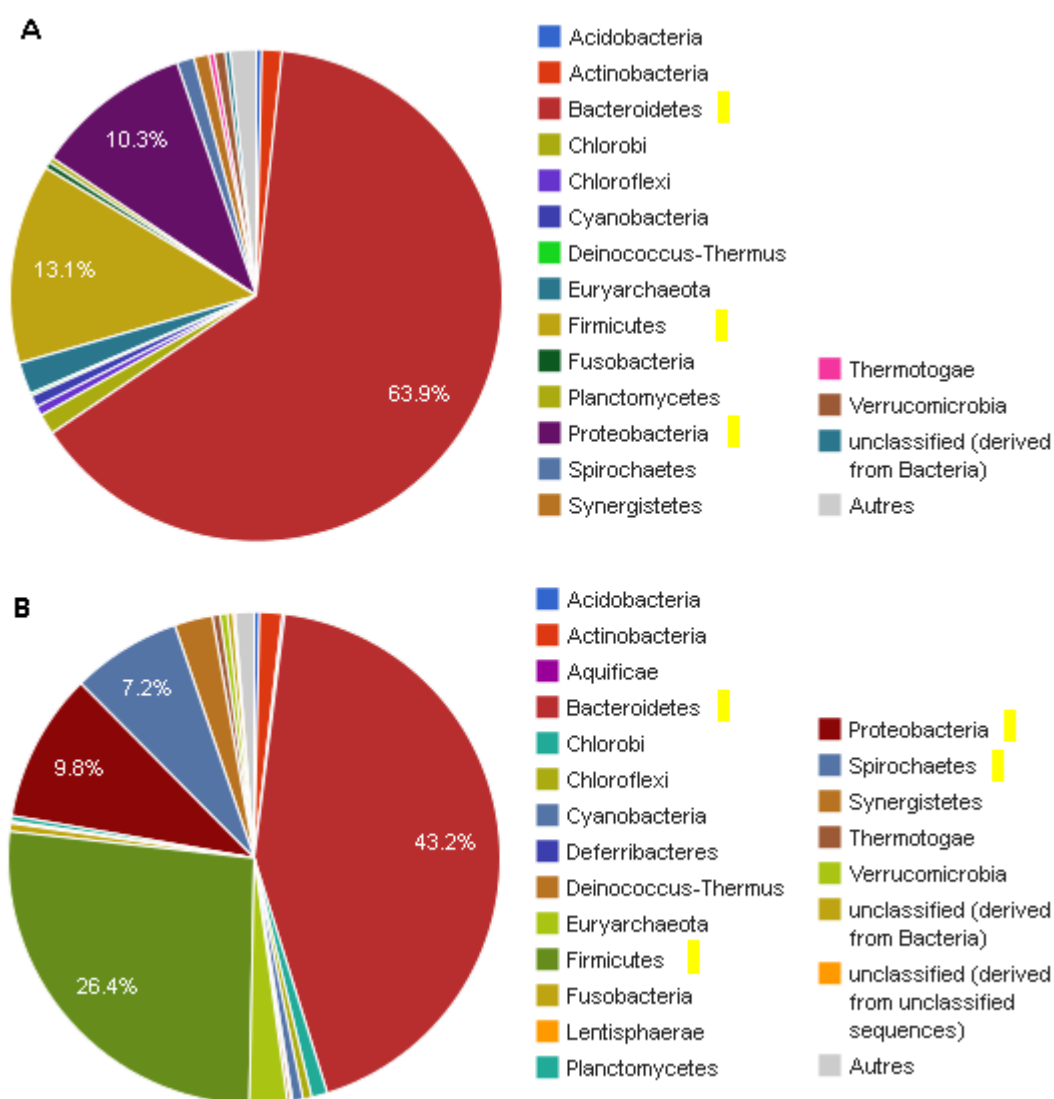 A
10.3%
13.1%
63.9%
Acidobacteria
Actinobacteria
Bacteroidetes
Chlorobi
Chloroflexi
Cyanobacteria
Deinococcus-Thermus
Euryarchaeota
Firmicutes
Fusobacteria
Planctomycetes
Proteobacteria
Spirochaetes
Synergistetes
Thermotogae
Verrucomicrobia
unclassified (derived
from Bacteria)
Autres
B
7.2%
9.8%
43.2%
26.4%
Acidobacteria
Actinobacteria
Aquificae
Bacteroidetes
Chlorobi
Chloroflexi
Cyanobacteria
Deferribacteres
Deinococcus-Thermus
Euryarchaeota
Firmicutes
Fusobacteria
Lentisphaerae
Planctomycetes
Proteobacteria
Spirochaetes
Synergistetes
Thermotogae
Verrucomicrobia
unclassified (derived
from Bacteria)
unclassified (derived
from unclassified
sequences)
Autres